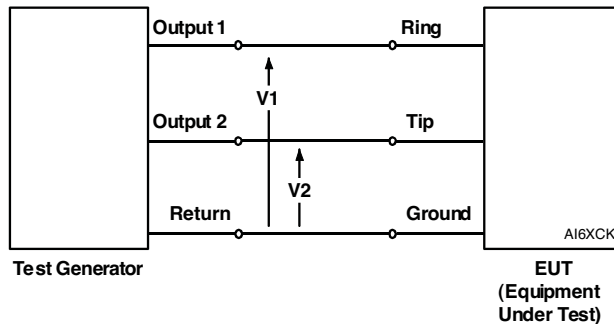 Output 1
Ring
V1
Output 2
Tip
V2
Return
Ground
AI6XCK
Test Generator
EUT
(Equipment
Under Test)